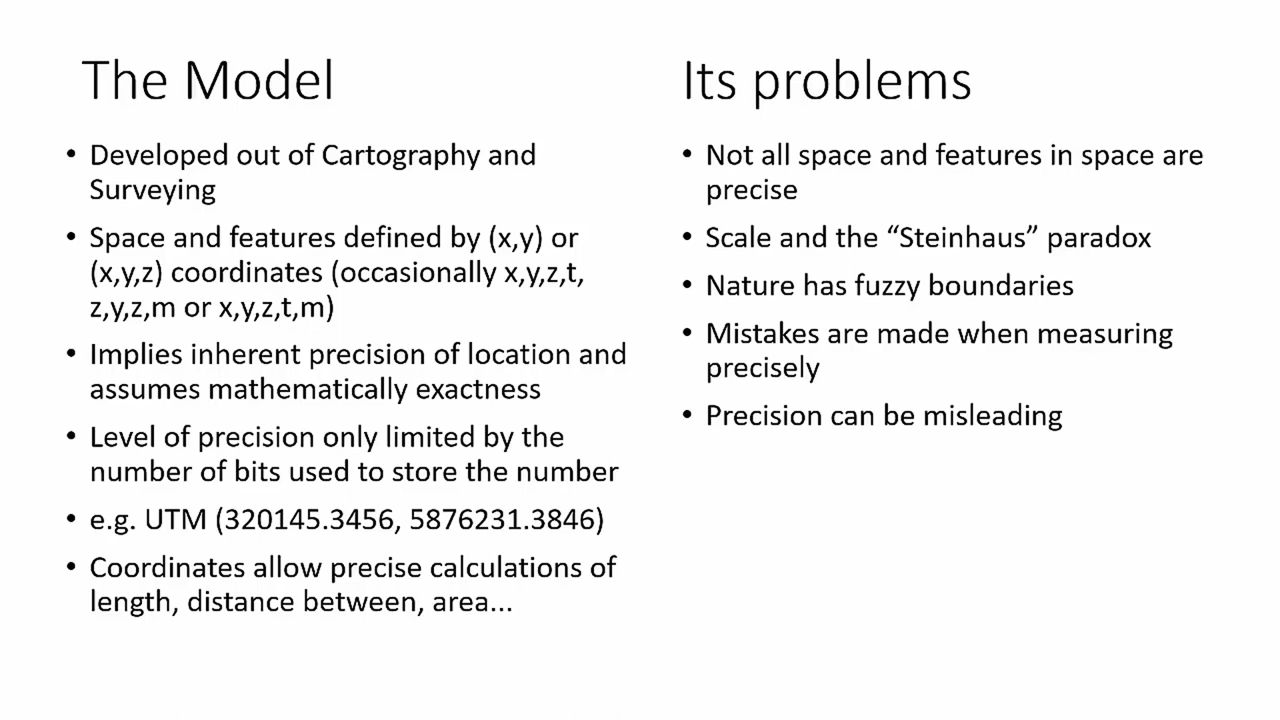 The Model
• Developed out of Cartography and
Surveying
• Space and features defined by (x,y) or
(x,y,z) coordinates (occasionally x,y,z,t,
z,y,z,m or x,y,z,t,m)
• Implies inherent precision of location and
assumes mathematically exactness
• Level of precision only limited by the
number of bits used to store the number
• e.g. UTM (320145.3456, 5876231.3846)
• Coordinates allow precise calculations of
length, distance between, area...
Its problems
• Not all space and features in space are
precise
• Scale and the “Steinhaus” paradox
• Nature has fuzzy boundaries
• Mistakes are made when measuring
precisely
• Precision can be misleading